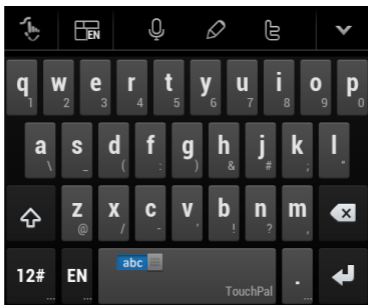 EN
q w e r t y u i o p
1 2 3 4 5 6 7 8 9 0
a s d f g h j k l
\ _ ( : ) & # ; "
z x c v b n m
@ / - ' ! ? ,
12# EN abc .
... ... TouchPal ...